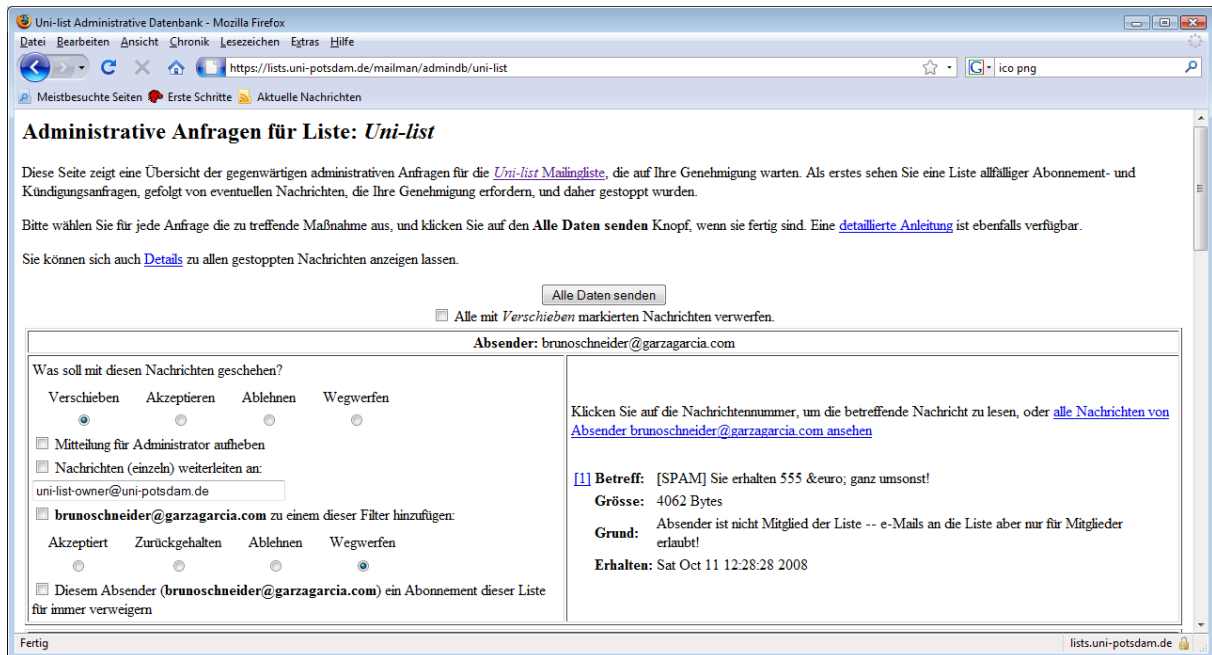 Uni-list Administrative Datenbank - Mozilla Firefox
Datei Bearbeiten Ansicht Chronik Lesezeichen Extras Hilfe
https://lists.uni-potsdam.de/mailman/admindb/uni-list
G ico png
Meistbesuchte Seiten Erste Schritte Aktuelle Nachrichten
Administrative Anfragen für Liste: Uni-list
Diese Seite zeigt eine Übersicht der gegenwärtigen administrativen Anfragen für die Uni-list Mailingliste, die auf Ihre Genehmigung warten. Als erstes sehen Sie eine Liste allfälliger Abonnement- und
Kündigungsanfragen, gefolgt von eventuellen Nachrichten, die Ihre Genehmigung erfordern, und daher gestoppt wurden.
Bitte wählen Sie für jede Anfrage die zu treffende Maßnahme aus, und klicken Sie auf den Alle Daten senden Knopf, wenn sie fertig sind. Eine detaillierte Anleitung ist ebenfalls verfügbar.
Sie können sich auch Details zu allen gestoppten Nachrichten anzeigen lassen.
Alle Daten senden
Alle mit Verschieben markierten Nachrichten verwerfen.
Absender: brunoschneider@garzagarcia.com
Was soll mit diesen Nachrichten geschehen?
Verschieben Akzeptieren Ablehnen Wegwerfen
Mitteilung für Administrator aufheben
Nachrichten (einzeln) weiterleiten an:
uni-list-owner@uni-potsdam.de
brunoschneider@garzagarcia.com zu einem dieser Filter hinzufügen:
Akzeptiert Zurückgehalten Ablehnen Wegwerfen
Diesem Absender (brunoschneider@garzagarcia.com) ein Abonnement dieser Liste
für immer verweigern
Klicken Sie auf die Nachrichtennummer, um die betreffende Nachricht zu lesen, oder alle Nachrichten von
Absender brunoschneider@garzagarcia.com ansehen
[1] Betreff: [SPAM] Sie erhalten 555 &euro; ganz umsonst!
Grösse: 4062 Bytes
Grund: Absender ist nicht Mitglied der Liste -- e-Mails an die Liste aber nur für Mitglieder
erlaubt!
Erhalten: Sat Oct 11 12:28:28 2008
Fertig
lists.uni-potsdam.de